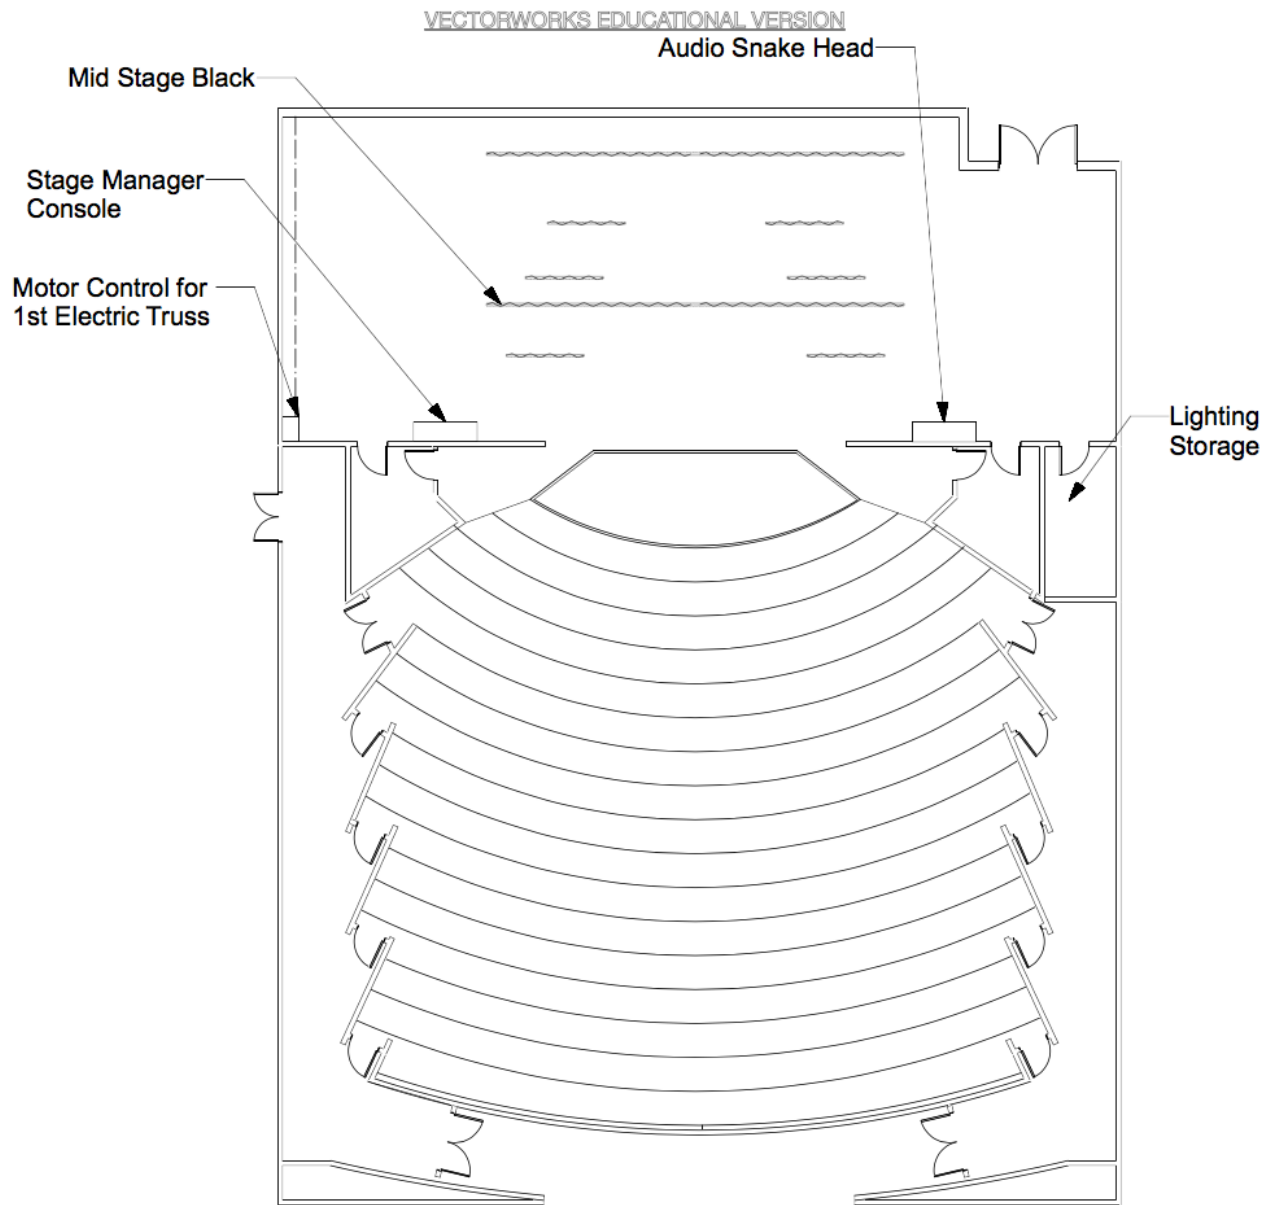 VECTORWORKS EDUCATIONAL VERSION
Audio Snake Head
Mid Stage Black
Stage Manager
Console
Motor Control for
1st Electric Truss
Lighting
Storage